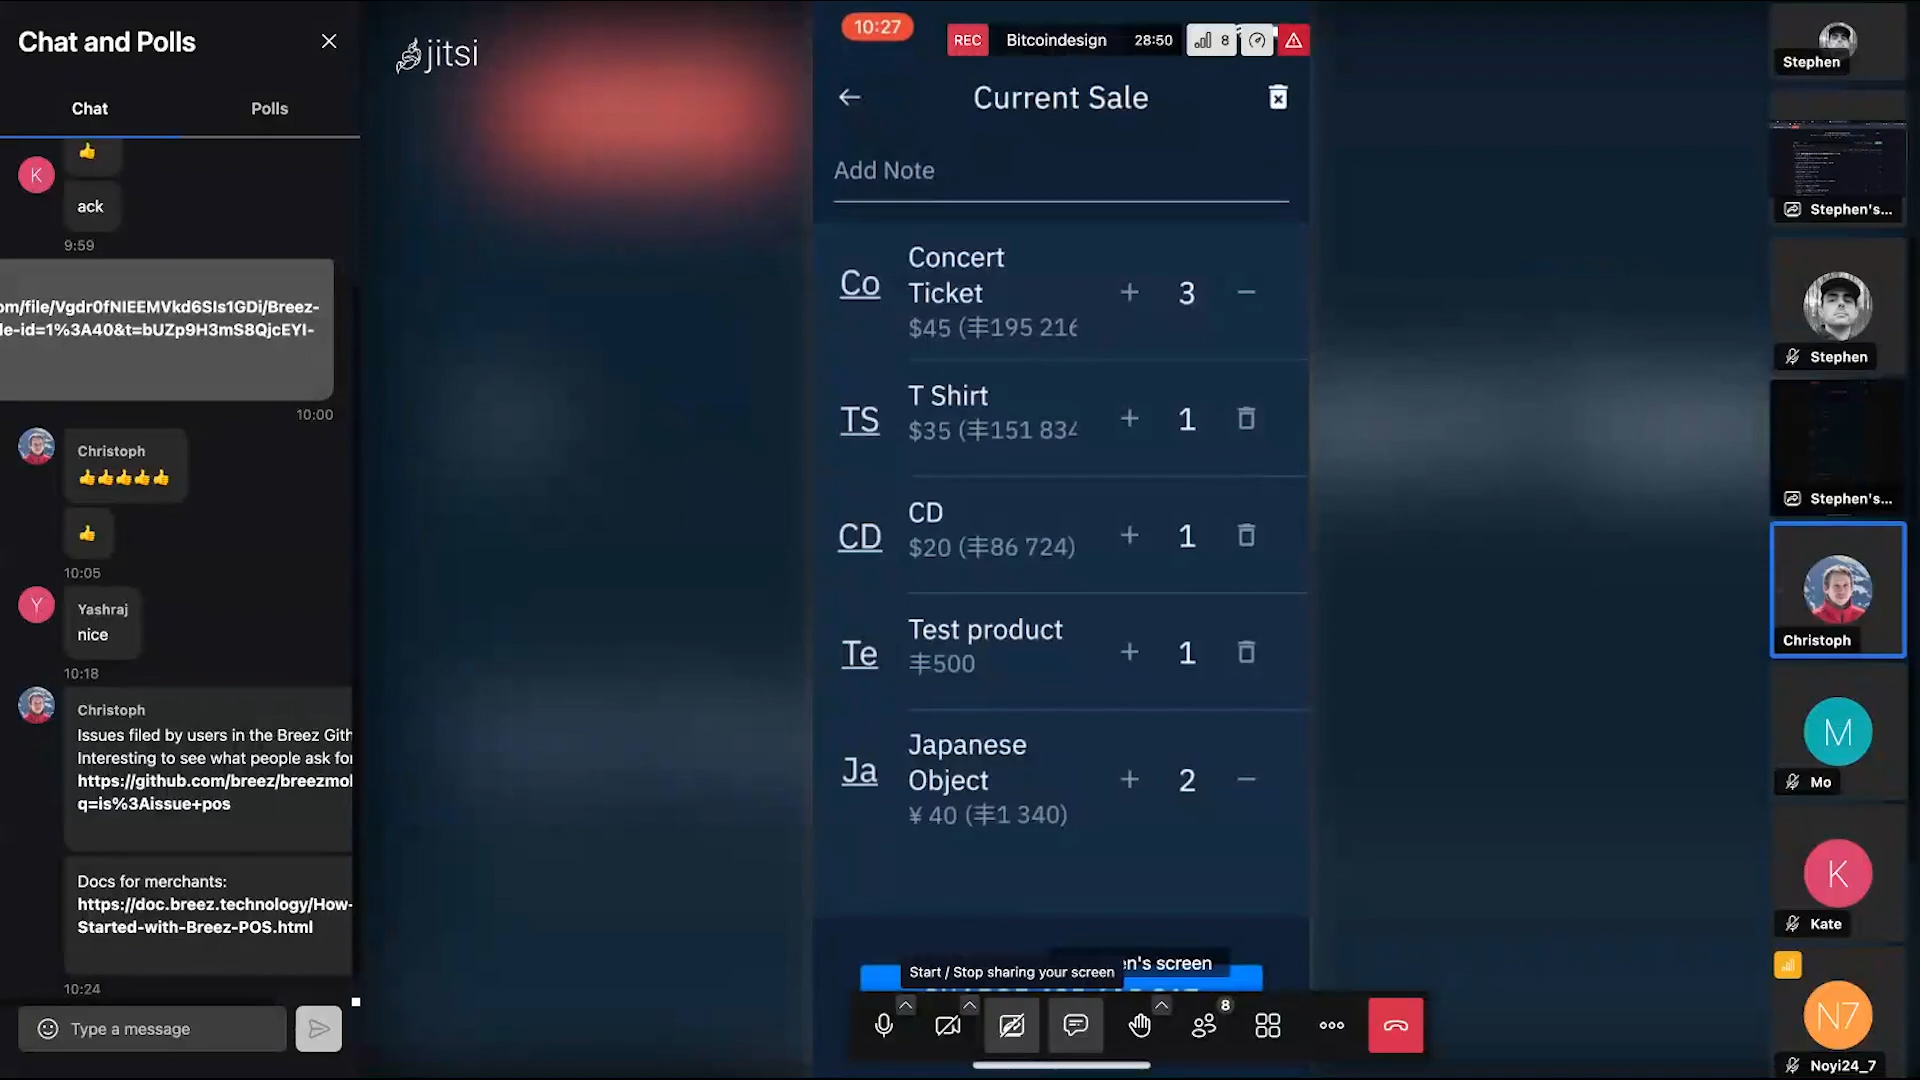 Chat and Polls
Chat
Polls
👍
K
ack
9:59
om/file/Vgdr0fNIEEMVkd6SIs1GDi/Breez-
le-id=1%3A40&t=bUZp9H3mS8QjcEYI-
10:00
Christoph
👍👍👍👍👍
👍
10:05
Y
Yashraj
nice
10:18
Christoph
Issues filed by users in the Breez Gith
Interesting to see what people ask for
https://github.com/breez/breezmol
q=is%3Aissue+pos
Docs for merchants:
https://doc.breez.technology/How-
Started-with-Breez-POS.html
10:24
Type a message
jitsi
10:27
REC
Bitcoindesign
28:50
8
Current Sale
Add Note
Co
Concert
Ticket
$45 (丰195 216
+ 3 −
TS
T Shirt
$35 (丰151 834
+ 1
CD
CD
$20 (丰86 724)
+ 1
Te
Test product
丰500
+ 1
Ja
Japanese
Object
¥ 40 (丰1 340)
+ 2 −
Start / Stop sharing your screen
en's screen
8
Stephen
Stephen's...
Stephen
Stephen's...
Christoph
M
Mo
K
Kate
N7
Noyi24_7